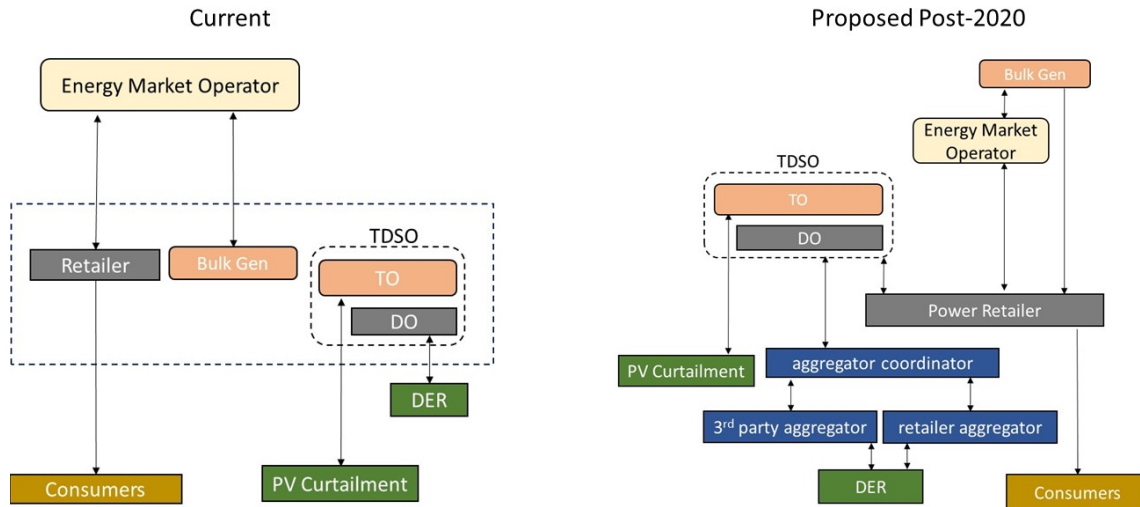 Current
Energy Market Operator
Retailer
Bulk Gen
TDSO
TO
DO
DER
Consumers
PV Curtailment
Proposed Post-2020
Bulk Gen
Energy Market
Operator
TDSO
TO
DO
Power Retailer
PV Curtailment
aggregator coordinator
3rd party aggregator
retailer aggregator
DER
Consumers